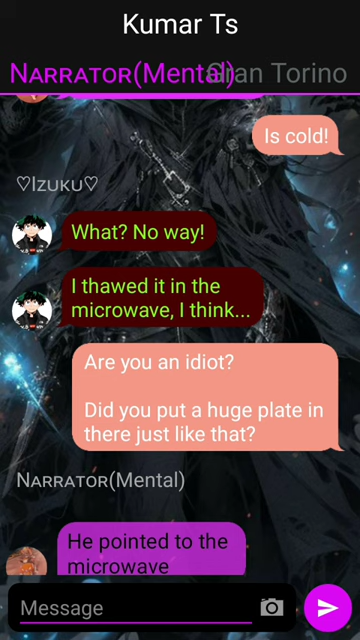 Kumar Ts
Narrator(Mental) Gran Torino
Is cold!
♡Izuku♡
What? No way!
I thawed it in the
microwave, I think...
Are you an idiot?
Did you put a huge plate in
there just like that?
Narrator(Mental)
He pointed to the
microwave
Message